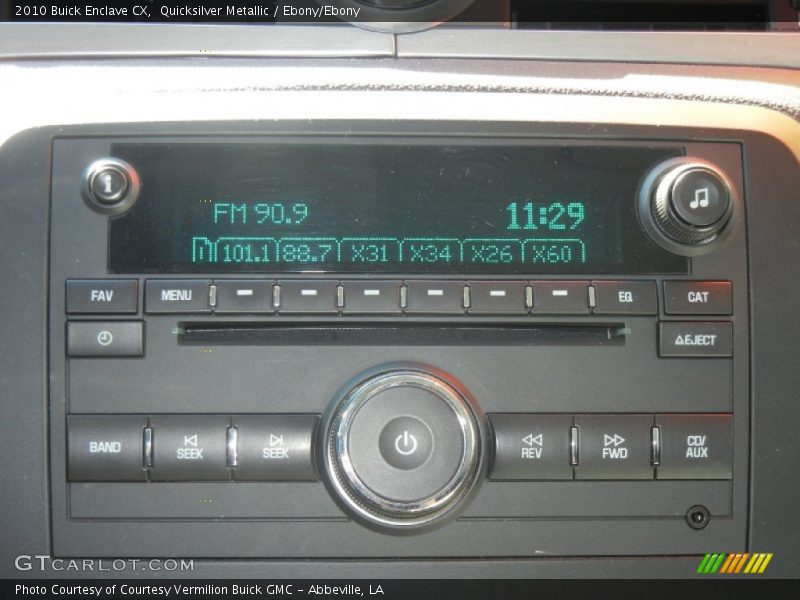 2010 Buick Enclave CX,  Quicksilver Metallic / Ebony/Ebony
FM 90.9 11:29
101.1 88.7 X31 X34 X26 X60
FAV MENU EQ CAT
EJECT
BAND SEEK SEEK REV FWD CD/AUX
GTCARLOT.COM
Photo Courtesy of Courtesy Vermilion Buick GMC – Abbeville, LA